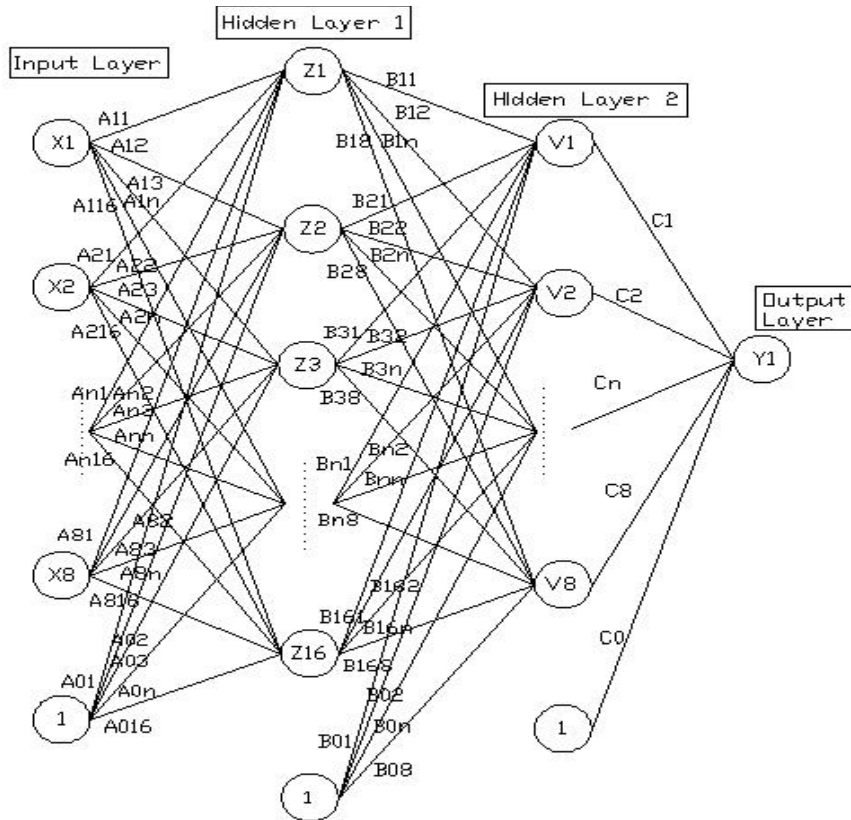 Hidden Layer 1
Input Layer
Z1
B11
B12
HIdden Layer 2
A11
X1
A12
B18 B1n
V1
A13
A116 A1n
B21
Z2
B22
C1
A21
A22
B2n
B28
X2
A23
V2
C2
Output
Layer
A2n
A216
B31 B32
Z3
B3n
Y1
An1 An2
B38
Cn
An3
Ann
Bn2
An16
Bn1
Bnn
C8
Bn8
A82
A81
A83
X8
A8n
V8
A816
B162
B161
B16n
A02
A03
Z16
B168
C0
A01
A0n
B02
1
A016
B0n
1
B01
B08
1